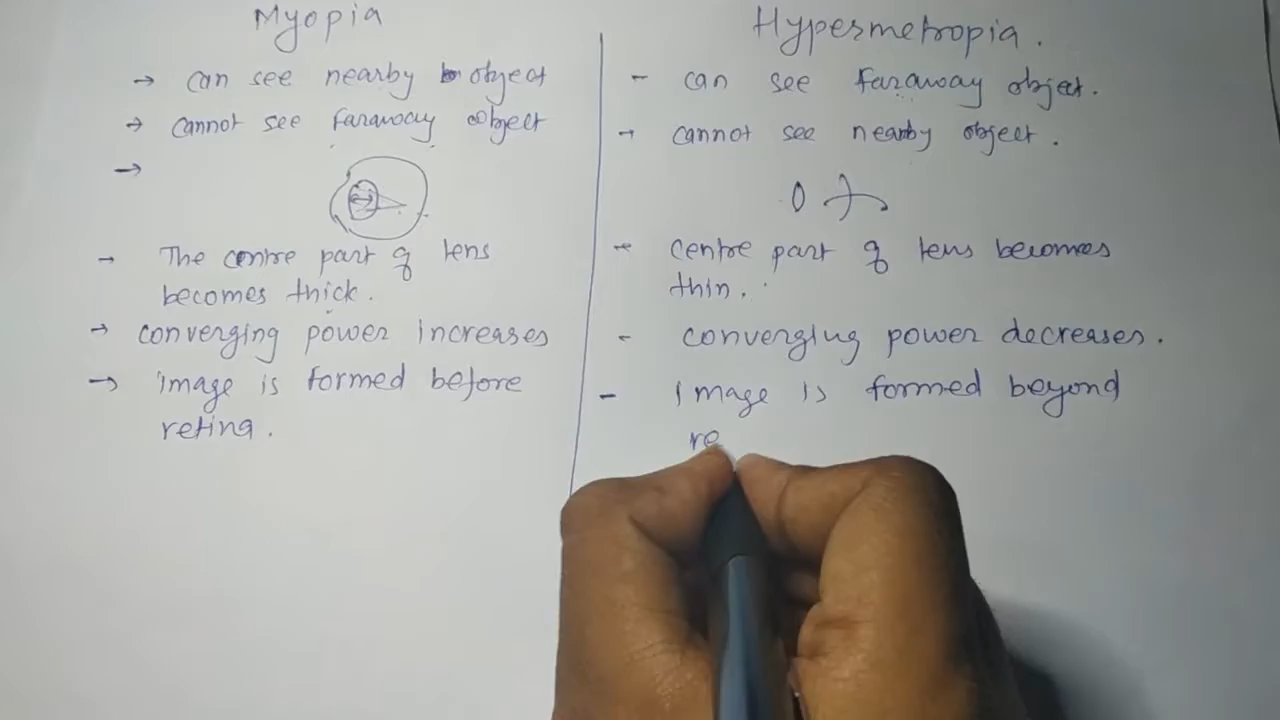 Myopia
→ can see nearby object
→ cannot see faraway object
→
→ The centre part of lens
becomes thick.
→ converging power increases
→ image is formed before
retina.
Hypermetropia.
- can see faraway object.
→ cannot see nearby object.
- centre part of lens becomes
thin.
- converging power decreases.
- Image is formed beyond
re